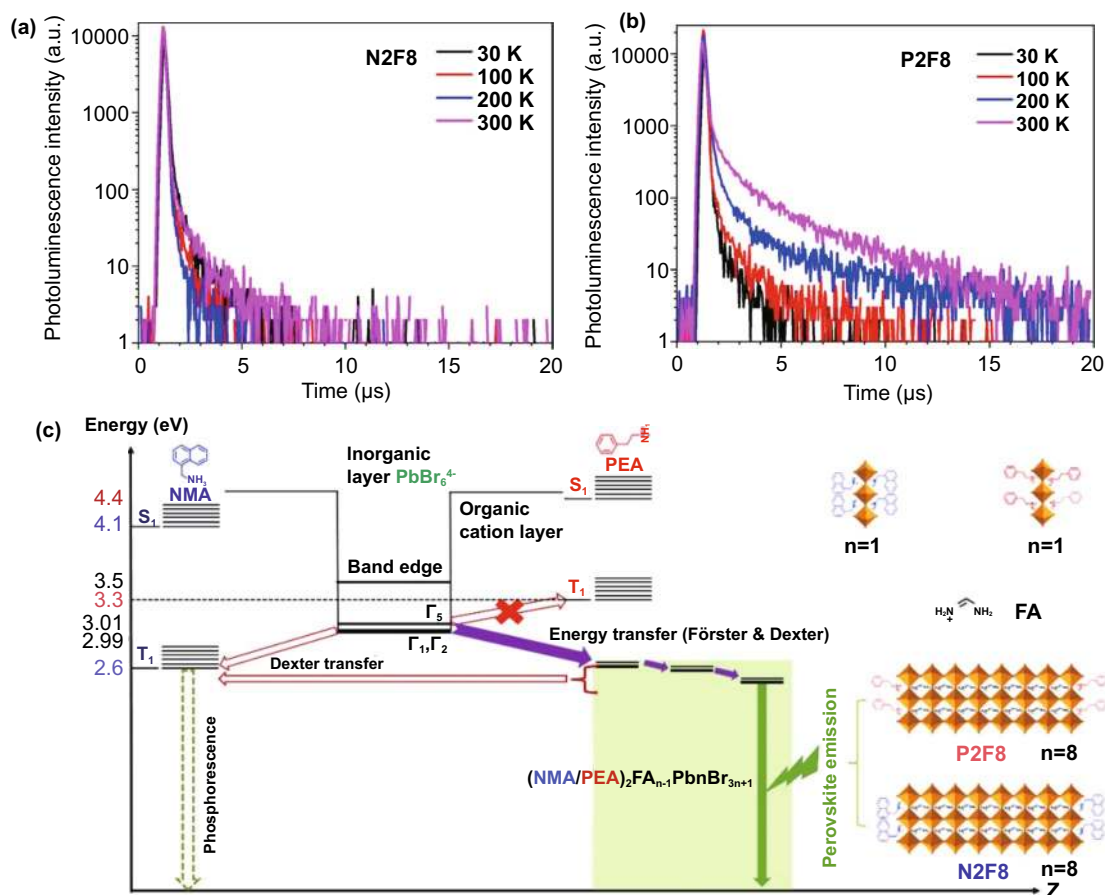 (a)
Photoluminescence intensity (a.u.)
10000
1000
100
10
1
N2F8
30 K
100 K
200 K
300 K
0
5
10
15
20
Time (µs)
(b)
Photoluminescence intensity (a.u.)
10000
1000
100
10
1
P2F8
30 K
100 K
200 K
300 K
0
5
10
15
20
Time (µs)
(c)
Energy (eV)
4.4
4.1
3.5
3.3
3.01
2.99
2.6
NH₃
NMA
S₁
T₁
Inorganic
layer PbBr₆⁴⁻
Organic
cation layer
Band edge
Γ₅
Γ₁,Γ₂
PEA
S₁
T₁
Dexter transfer
Energy transfer (Förster & Dexter)
Phosphorescence
(NMA/PEA)₂FAₙ₋₁PbnBr₃ₙ₊₁
Perovskite emission
n=1
n=1
H₂N
+
NH₂
FA
P2F8
n=8
N2F8
n=8
Z